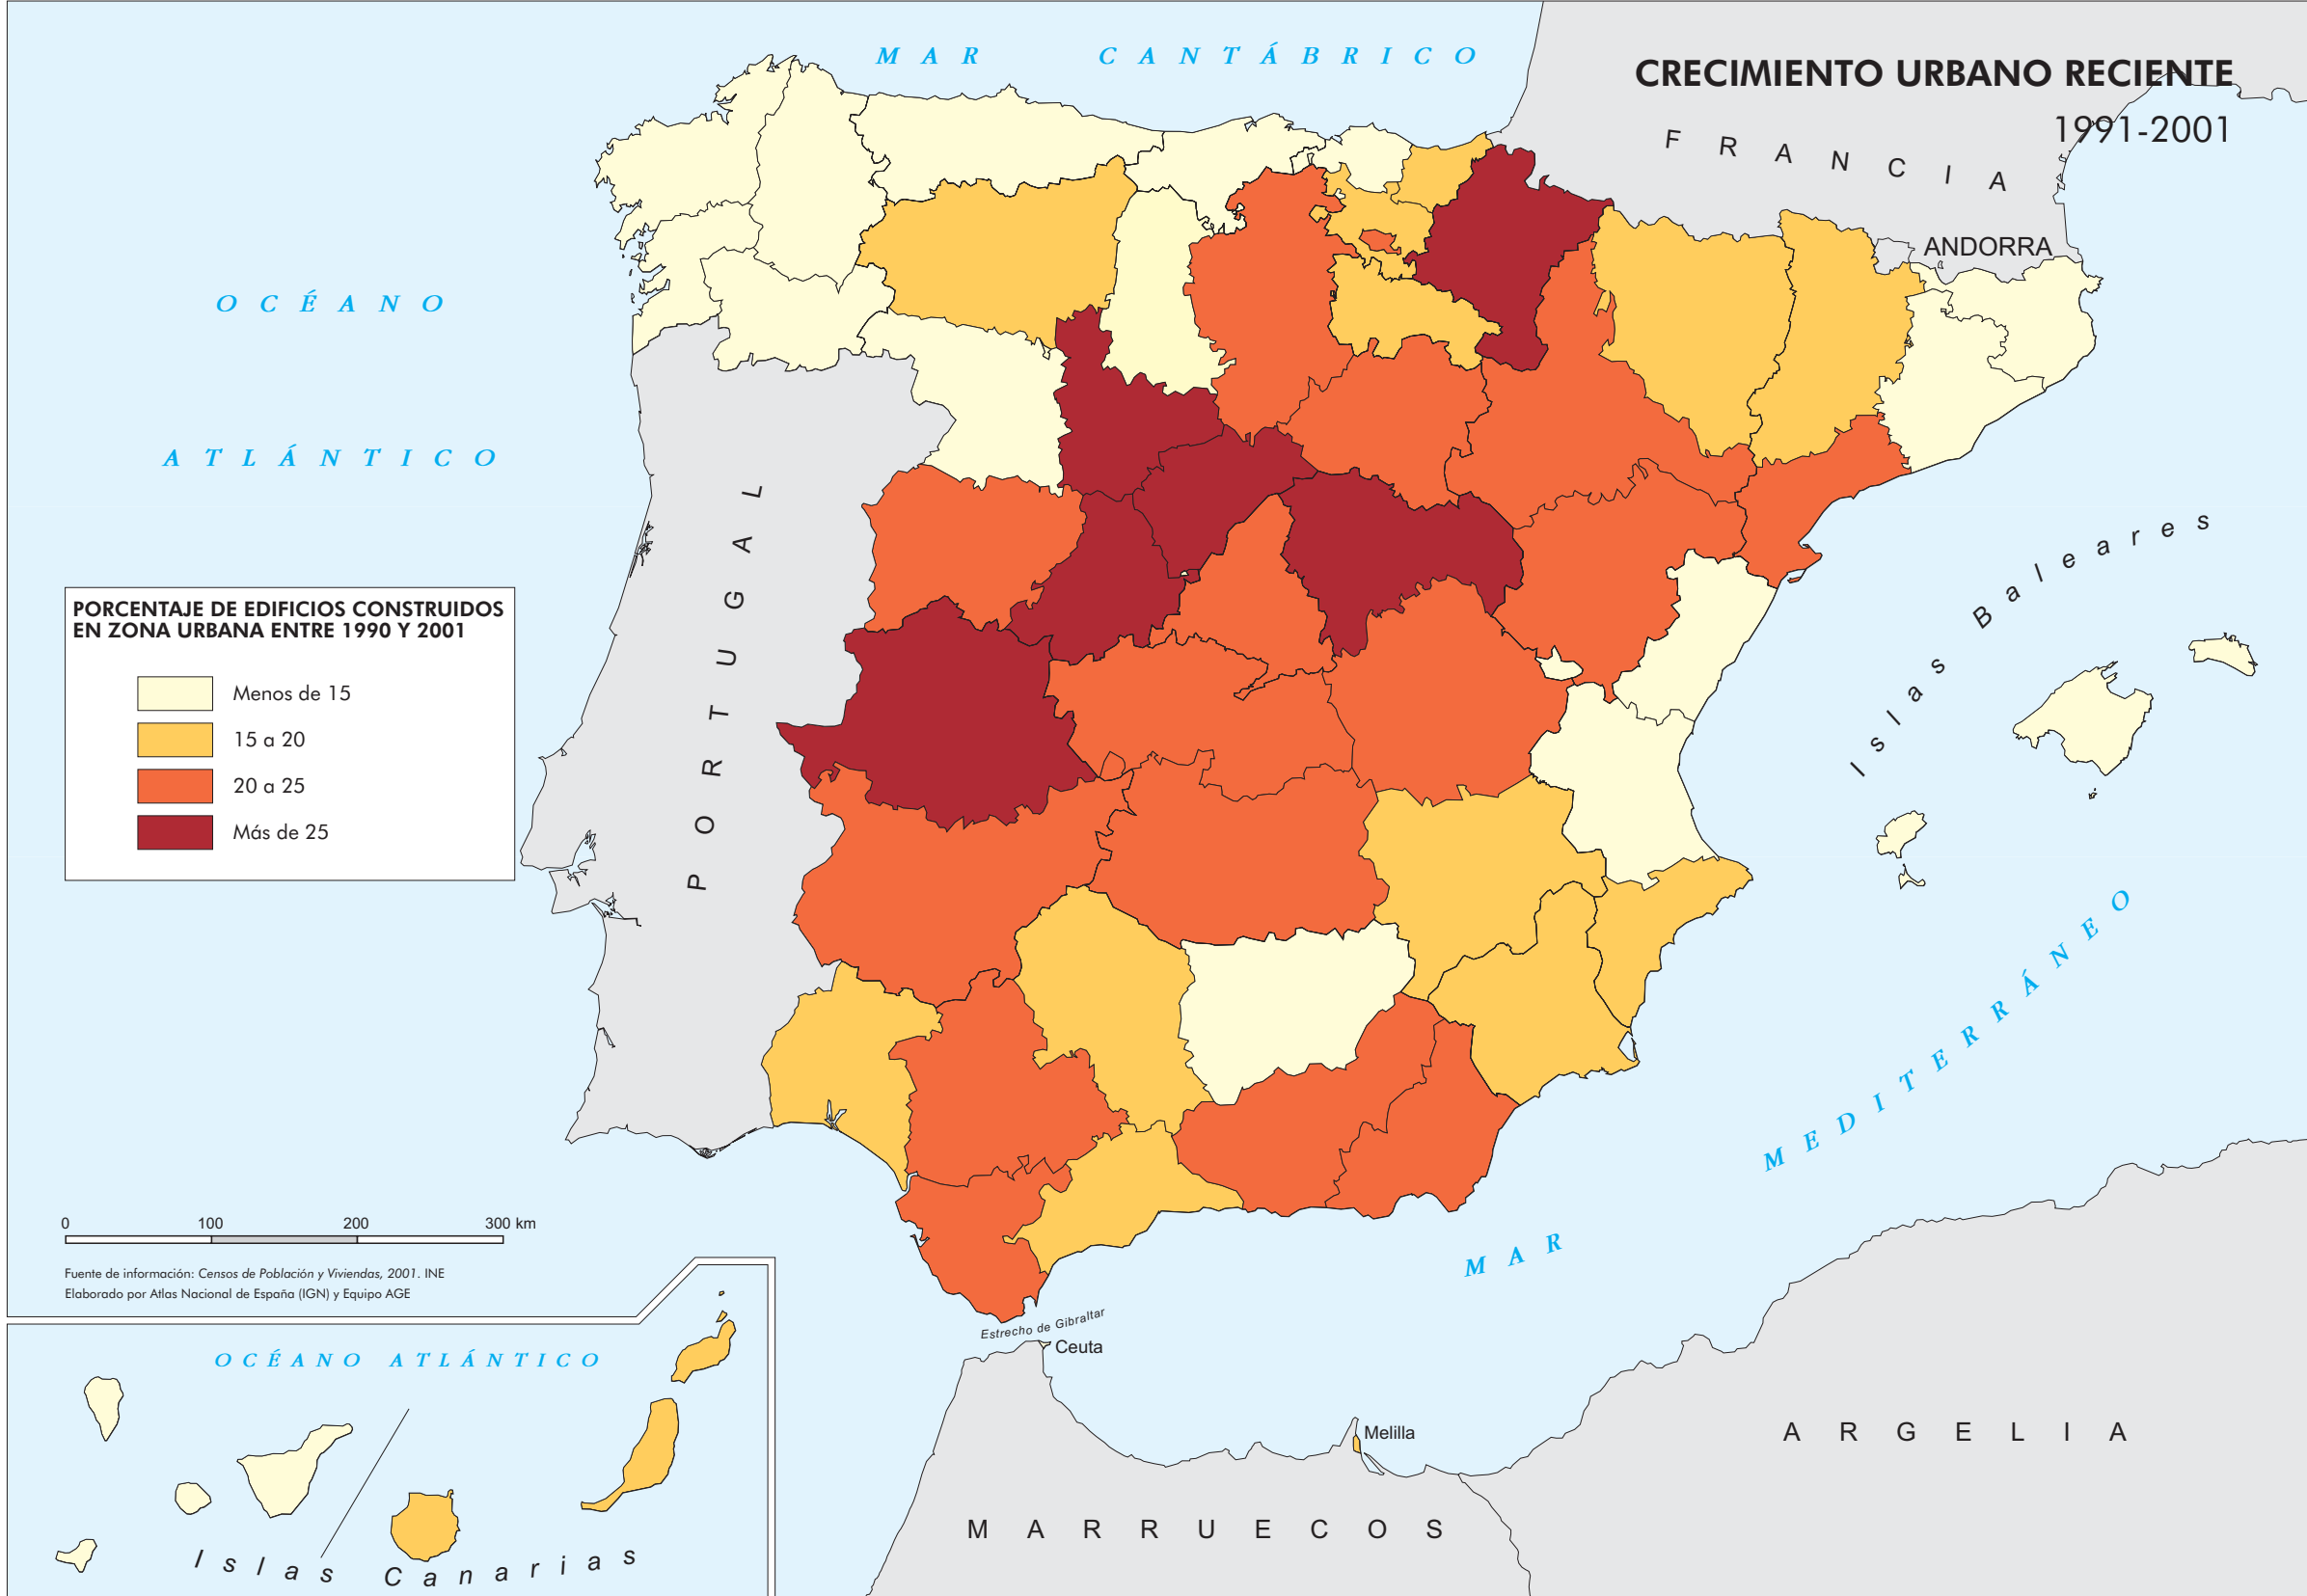 MAR CANTÁBRICO
CRECIMIENTO URBANO RECIENTE
1991-2001
FRANCIA
ANDORRA
OCÉANO
ATLÁNTICO
PORTUGAL
Islas Baleares
PORCENTAJE DE EDIFICIOS CONSTRUIDOS
EN ZONA URBANA ENTRE 1990 Y 2001
Menos de 15
15 a 20
20 a 25
Más de 25
MAR MEDITERRÁNEO
0 100 200 300 km
Fuente de información: Censos de Población y Viviendas, 2001. INE
Elaborado por Atlas Nacional de España (IGN) y Equipo AGE
Estrecho de Gibraltar
Ceuta
OCÉANO ATLÁNTICO
Melilla
ARGELIA
MARRUECOS
Islas Canarias